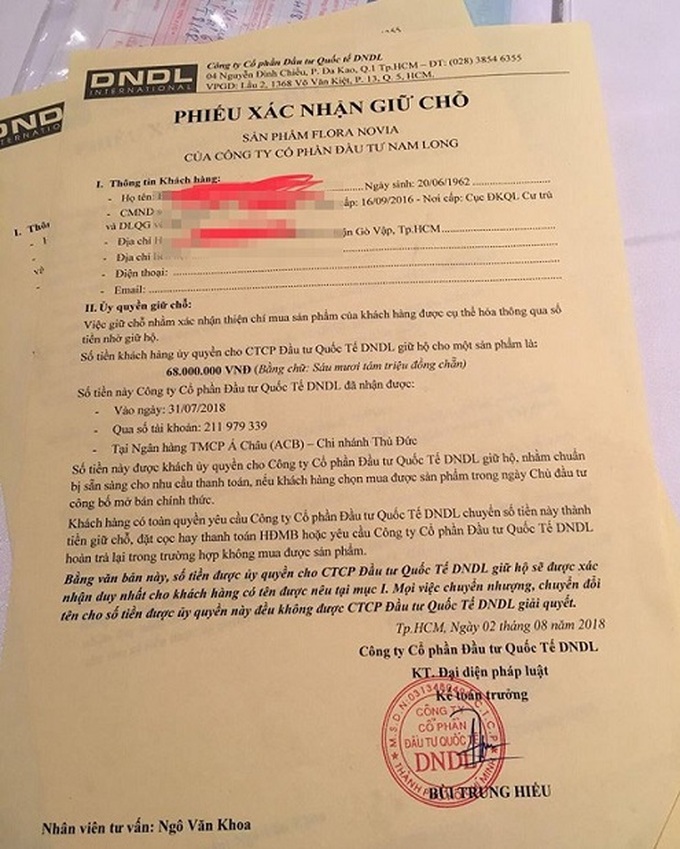 DNDL
INTERNATIONAL
Công ty Cổ phần Đầu tư Quốc tế DNDL
04 Nguyễn Đình Chiểu, P. Đa Kao, Q.1 Tp.HCM – ĐT: (028) 3854 6355
VPGD: Lầu 2, 1368 Võ Văn Kiệt, P. 13, Q. 5, HCM.
PHIẾU XÁC NHẬN GIỮ CHỖ
SẢN PHẨM FLORA NOVIA
CỦA CÔNG TY CỔ PHẦN ĐẦU TƯ NAM LONG
I. Thông tin Khách hàng:
- Họ tên: Ngày sinh: 20/06/1962
- CMND ấp: 16/09/2016 - Nơi cấp: Cục ĐKQL Cư trú
và DLQG về
- Địa chỉ ận Gò Vập, Tp.HCM
- Địa chỉ
- Điện thoại:
- Email:
II. Ủy quyền giữ chỗ:
Việc giữ chỗ nhằm xác nhận thiện chí mua sản phẩm của khách hàng được cụ thể hóa thông qua số
tiền nhờ giữ hộ.
Số tiền khách hàng ủy quyền cho CTCP Đầu tư Quốc Tế DNDL giữ hộ cho một sản phẩm là:
68.000.000 VNĐ (Bằng chữ: Sáu mươi tám triệu đồng chẵn)
Số tiền này Công ty Cổ phần Đầu tư Quốc Tế DNDL đã nhận được:
- Vào ngày: 31/07/2018
- Qua số tài khoản: 211 979 339
- Tại Ngân hàng TMCP Á Châu (ACB) – Chi nhánh Thủ Đức
Số tiền này được khách ủy quyền cho Công ty Cổ phần Đầu tư Quốc Tế DNDL giữ hộ, nhằm chuẩn
bị sẵn sàng cho nhu cầu thanh toán, nếu khách hàng chọn mua được sản phẩm trong ngày Chủ đầu tư
công bố mở bán chính thức.
Khách hàng có toàn quyền yêu cầu Công ty Cổ phần Đầu tư Quốc Tế DNDL chuyển số tiền này thành
tiền giữ chỗ, đặt cọc hay thanh toán HĐMB hoặc yêu cầu Công ty Cổ phần Đầu tư Quốc Tế DNDL
hoàn trả lại trong trường hợp không mua được sản phẩm.
Bằng văn bản này, số tiền được ủy quyền cho CTCP Đầu tư Quốc Tế DNDL giữ hộ sẽ được xác
nhận duy nhất cho khách hàng có tên được nêu tại mục I. Mọi việc chuyển nhượng, chuyển đổi
tên cho số tiền được ủy quyền này đều không được CTCP Đầu tư Quốc Tế DNDL giải quyết.
Tp.HCM, Ngày 02 tháng 08 năm 2018
Công ty Cổ phần Đầu tư Quốc Tế DNDL
KT. Đại diện pháp luật
Kế toán trưởng
CÔNG TY
CỔ PHẦN
ĐẦU TƯ QUỐC TẾ
DNDL
BÙI TRUNG HIẾU
Nhân viên tư vấn: Ngô Văn Khoa